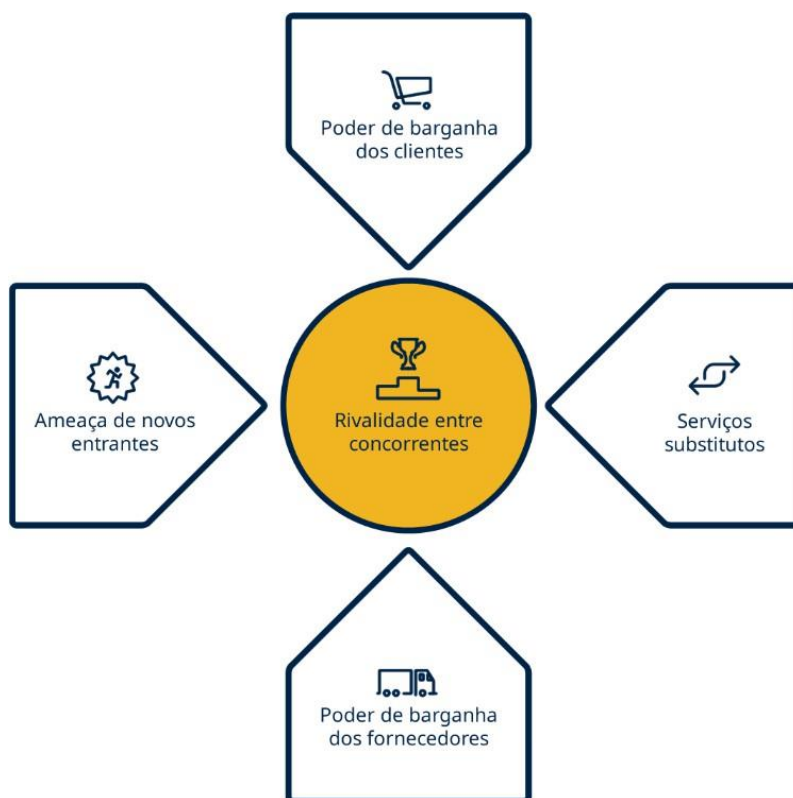 Poder de barganha
dos clientes
Ameaça de novos
entrantes
Rivalidade entre
concorrentes
Serviços
substitutos
Poder de barganha
dos fornecedores